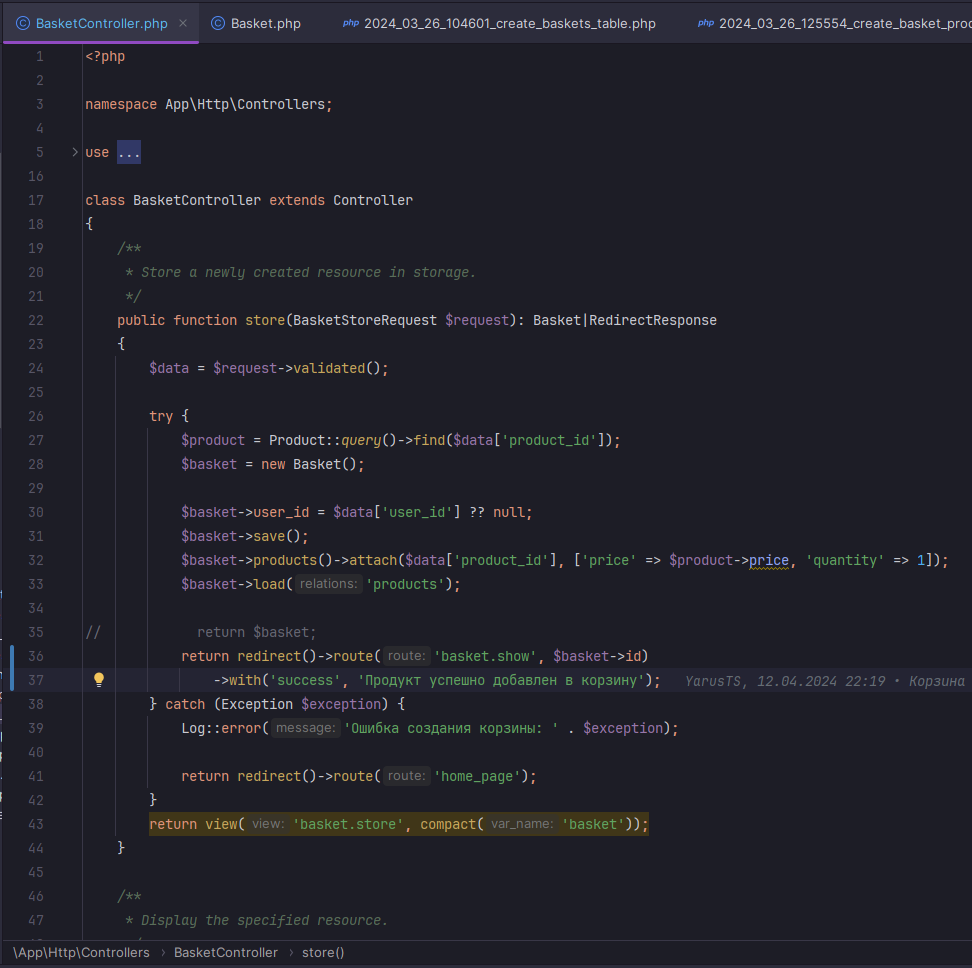 BasketController.php × Basket.php php 2024_03_26_104601_create_baskets_table.php php 2024_03_26_125554_create_basket_prod
1 <?php
2
3 namespace App\Http\Controllers;
4
5 use ...
16
17 class BasketController extends Controller
18 {
19 /**
20 * Store a newly created resource in storage.
21 */
22 public function store(BasketStoreRequest $request): Basket|RedirectResponse
23 {
24 $data = $request->validated();
25
26 try {
27 $product = Product::query()->find($data['product_id']);
28 $basket = new Basket();
29
30 $basket->user_id = $data['user_id'] ?? null;
31 $basket->save();
32 $basket->products()->attach($data['product_id'], ['price' => $product->price, 'quantity' => 1]);
33 $basket->load( relations: 'products');
34
35 // return $basket;
36 return redirect()->route( route: 'basket.show', $basket->id)
37 ->with('success', 'Продукт успешно добавлен в корзину'); YarusTS, 12.04.2024 22:19 • Корзина
38 } catch (Exception $exception) {
39 Log::error( message: 'Ошибка создания корзины: ' . $exception);
40
41 return redirect()->route( route: 'home_page');
42 }
43 return view( view: 'basket.store', compact( var_name: 'basket'));
44 }
45
46 /**
47 * Display the specified resource.
\App\Http\Controllers › BasketController › store()